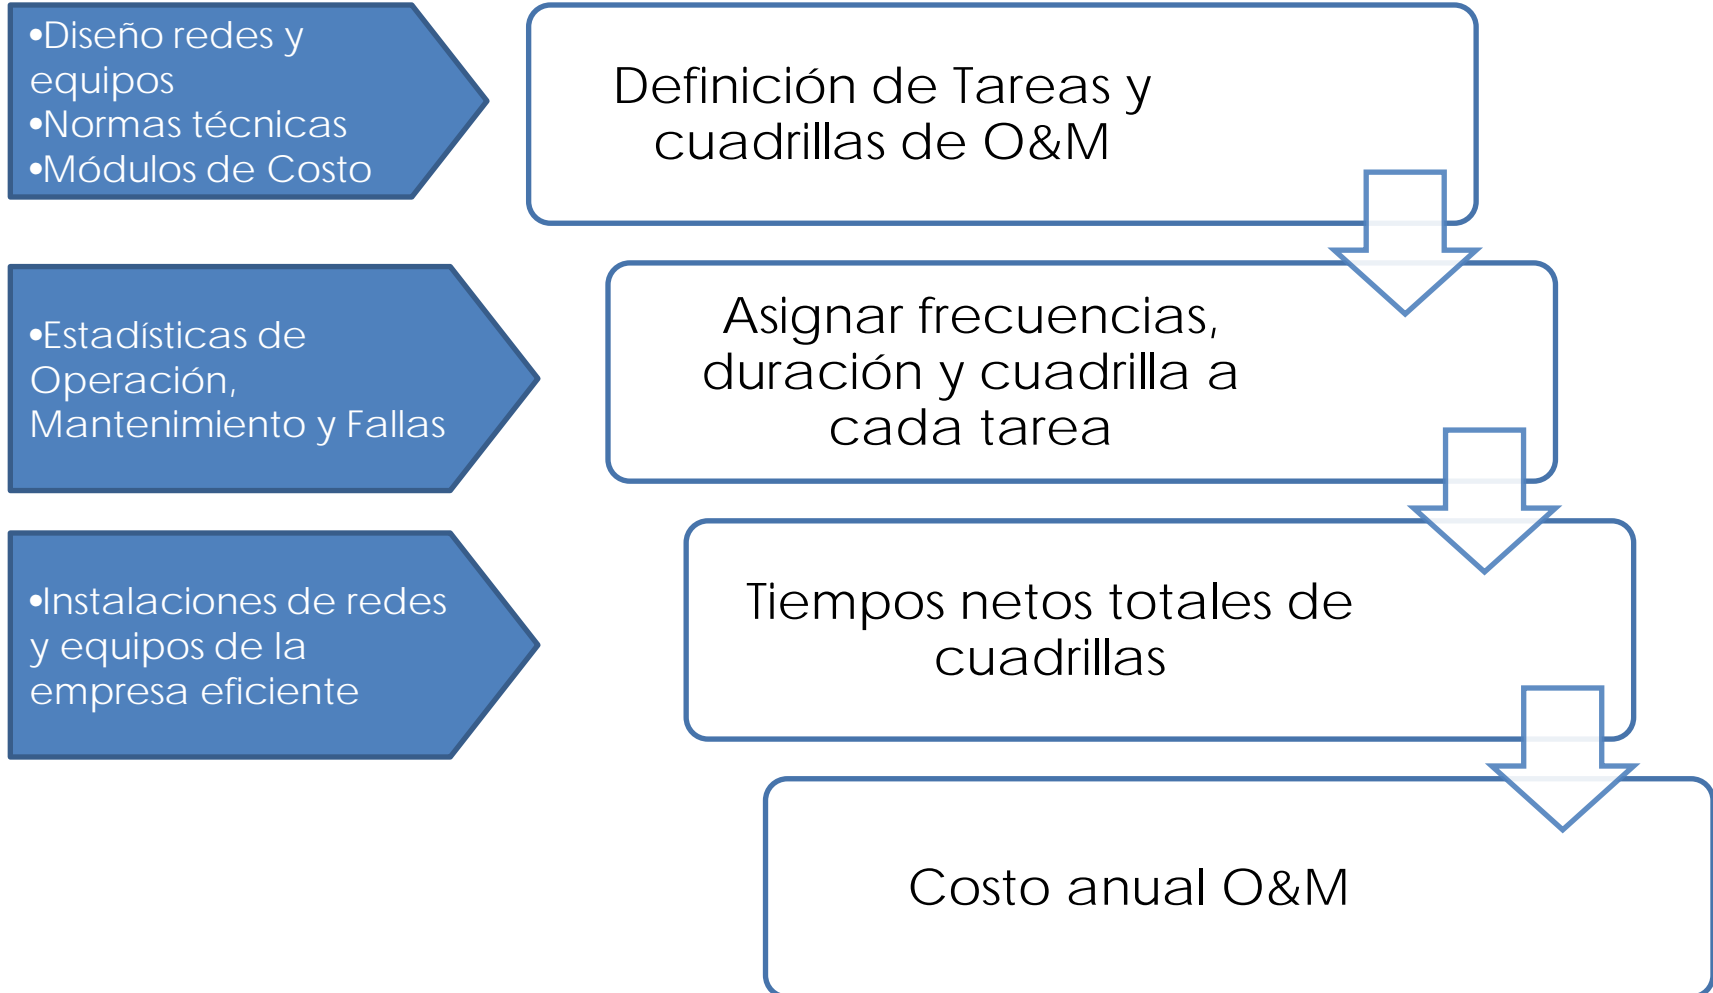 •Diseño redes y
equipos
•Normas técnicas
•Módulos de Costo
Definición de Tareas y
cuadrillas de O&M
•Estadísticas de
Operación,
Mantenimiento y Fallas
Asignar frecuencias,
duración y cuadrilla a
cada tarea
•Instalaciones de redes
y equipos de la
empresa eficiente
Tiempos netos totales de
cuadrillas
Costo anual O&M